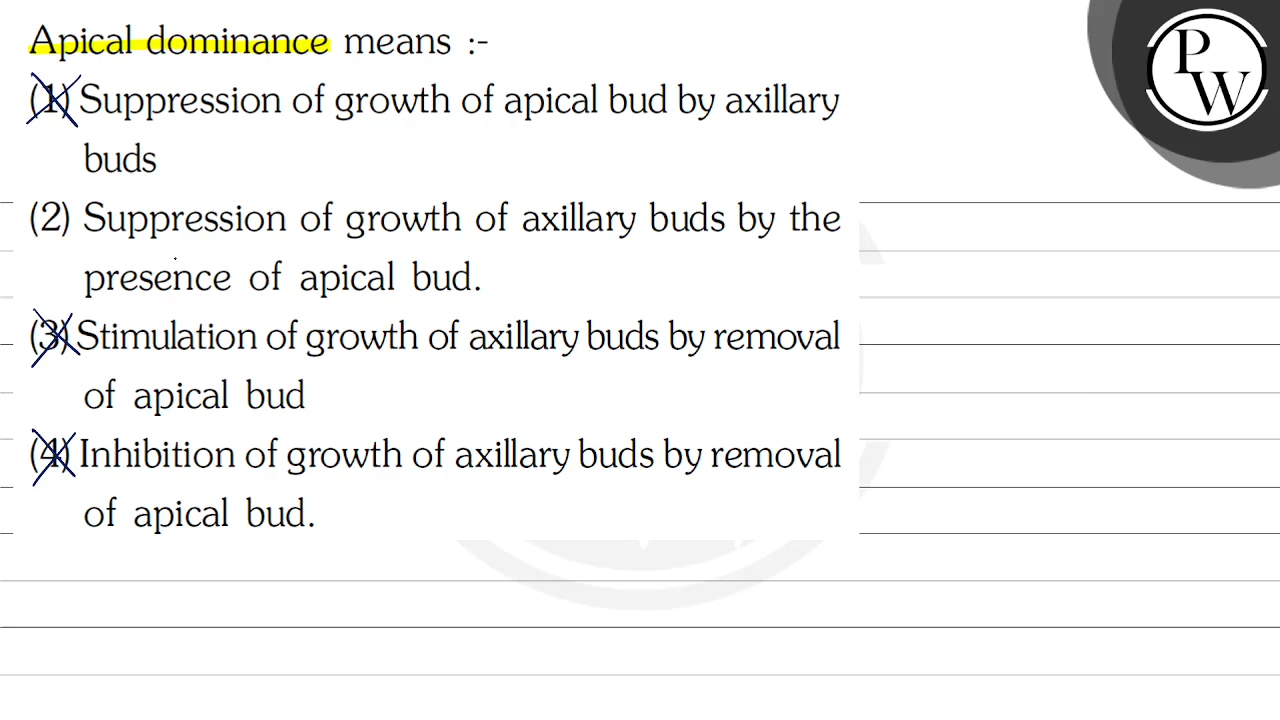 Apical dominance means :-
(1) Suppression of growth of apical bud by axillary
buds
(2) Suppression of growth of axillary buds by the
presence of apical bud.
(3) Stimulation of growth of axillary buds by removal
of apical bud
(4) Inhibition of growth of axillary buds by removal
of apical bud.
P
W